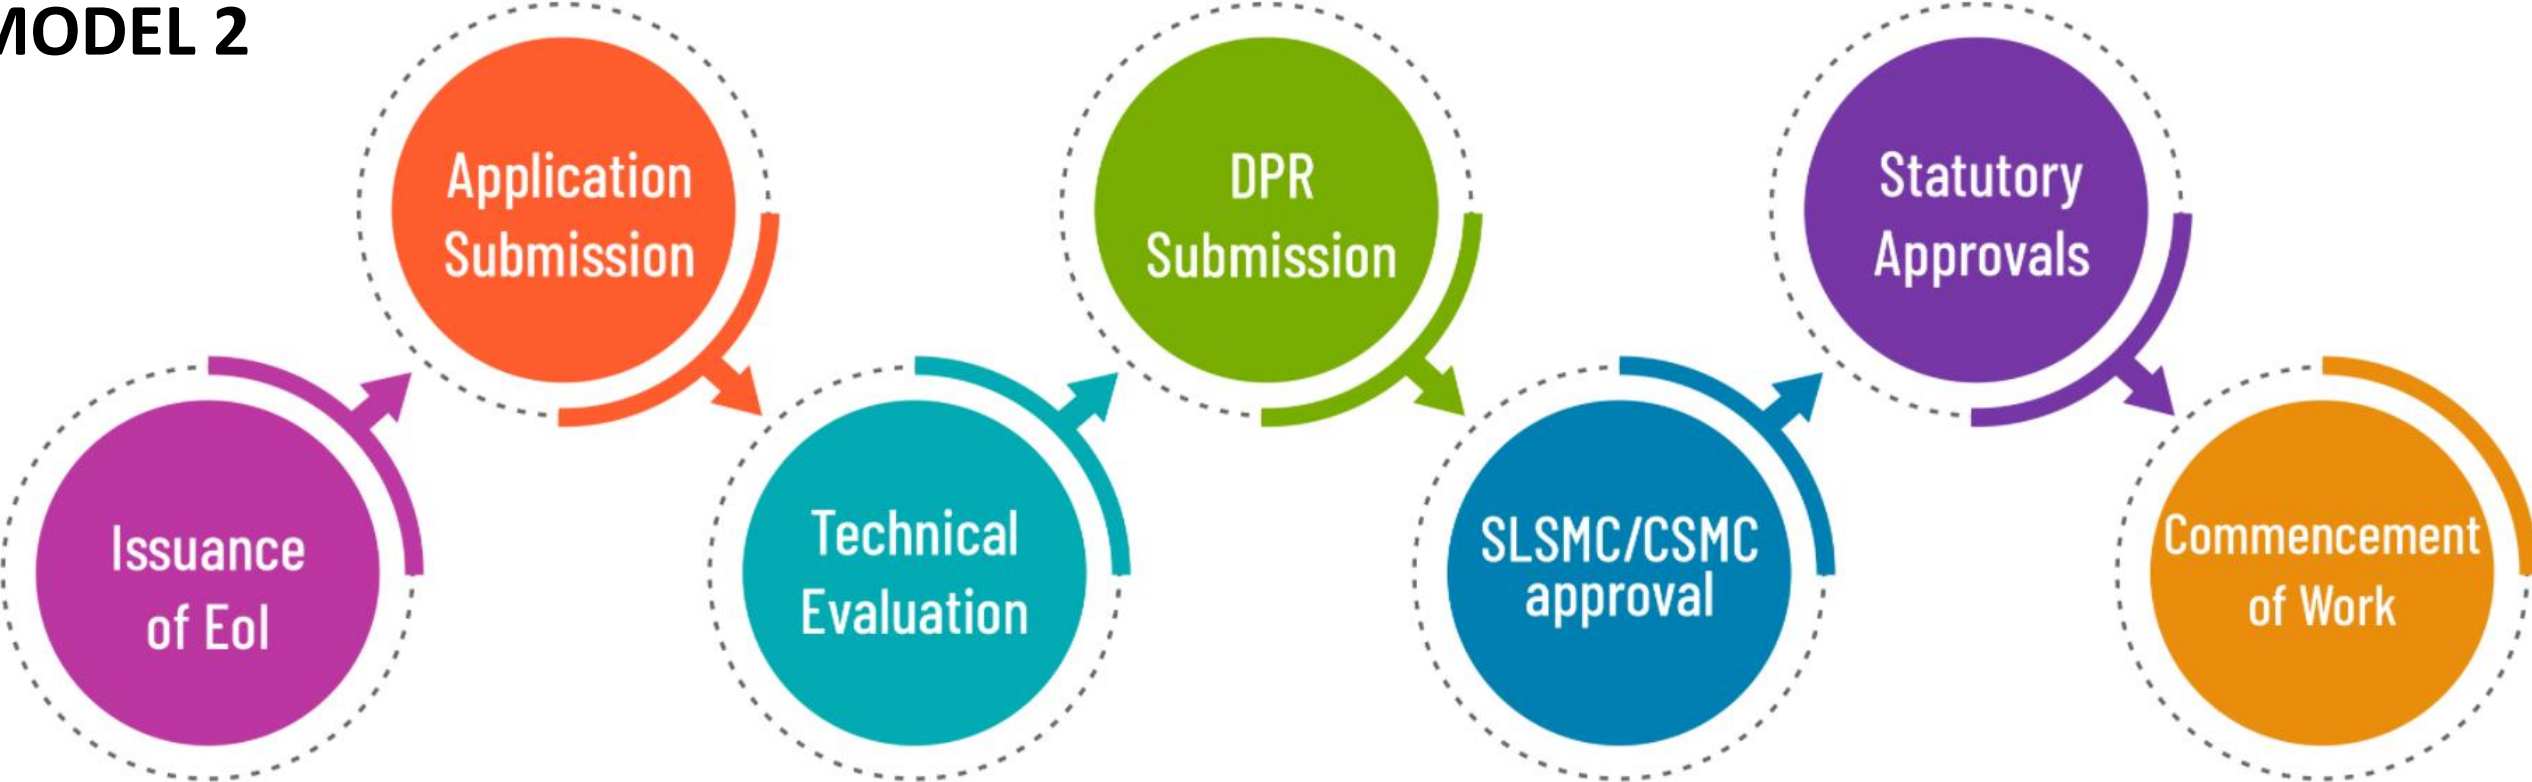 MODEL 2
Issuance
of EoI
Application
Submission
Technical
Evaluation
DPR
Submission
SLSMC/CSMC
approval
Statutory
Approvals
Commencement
of Work